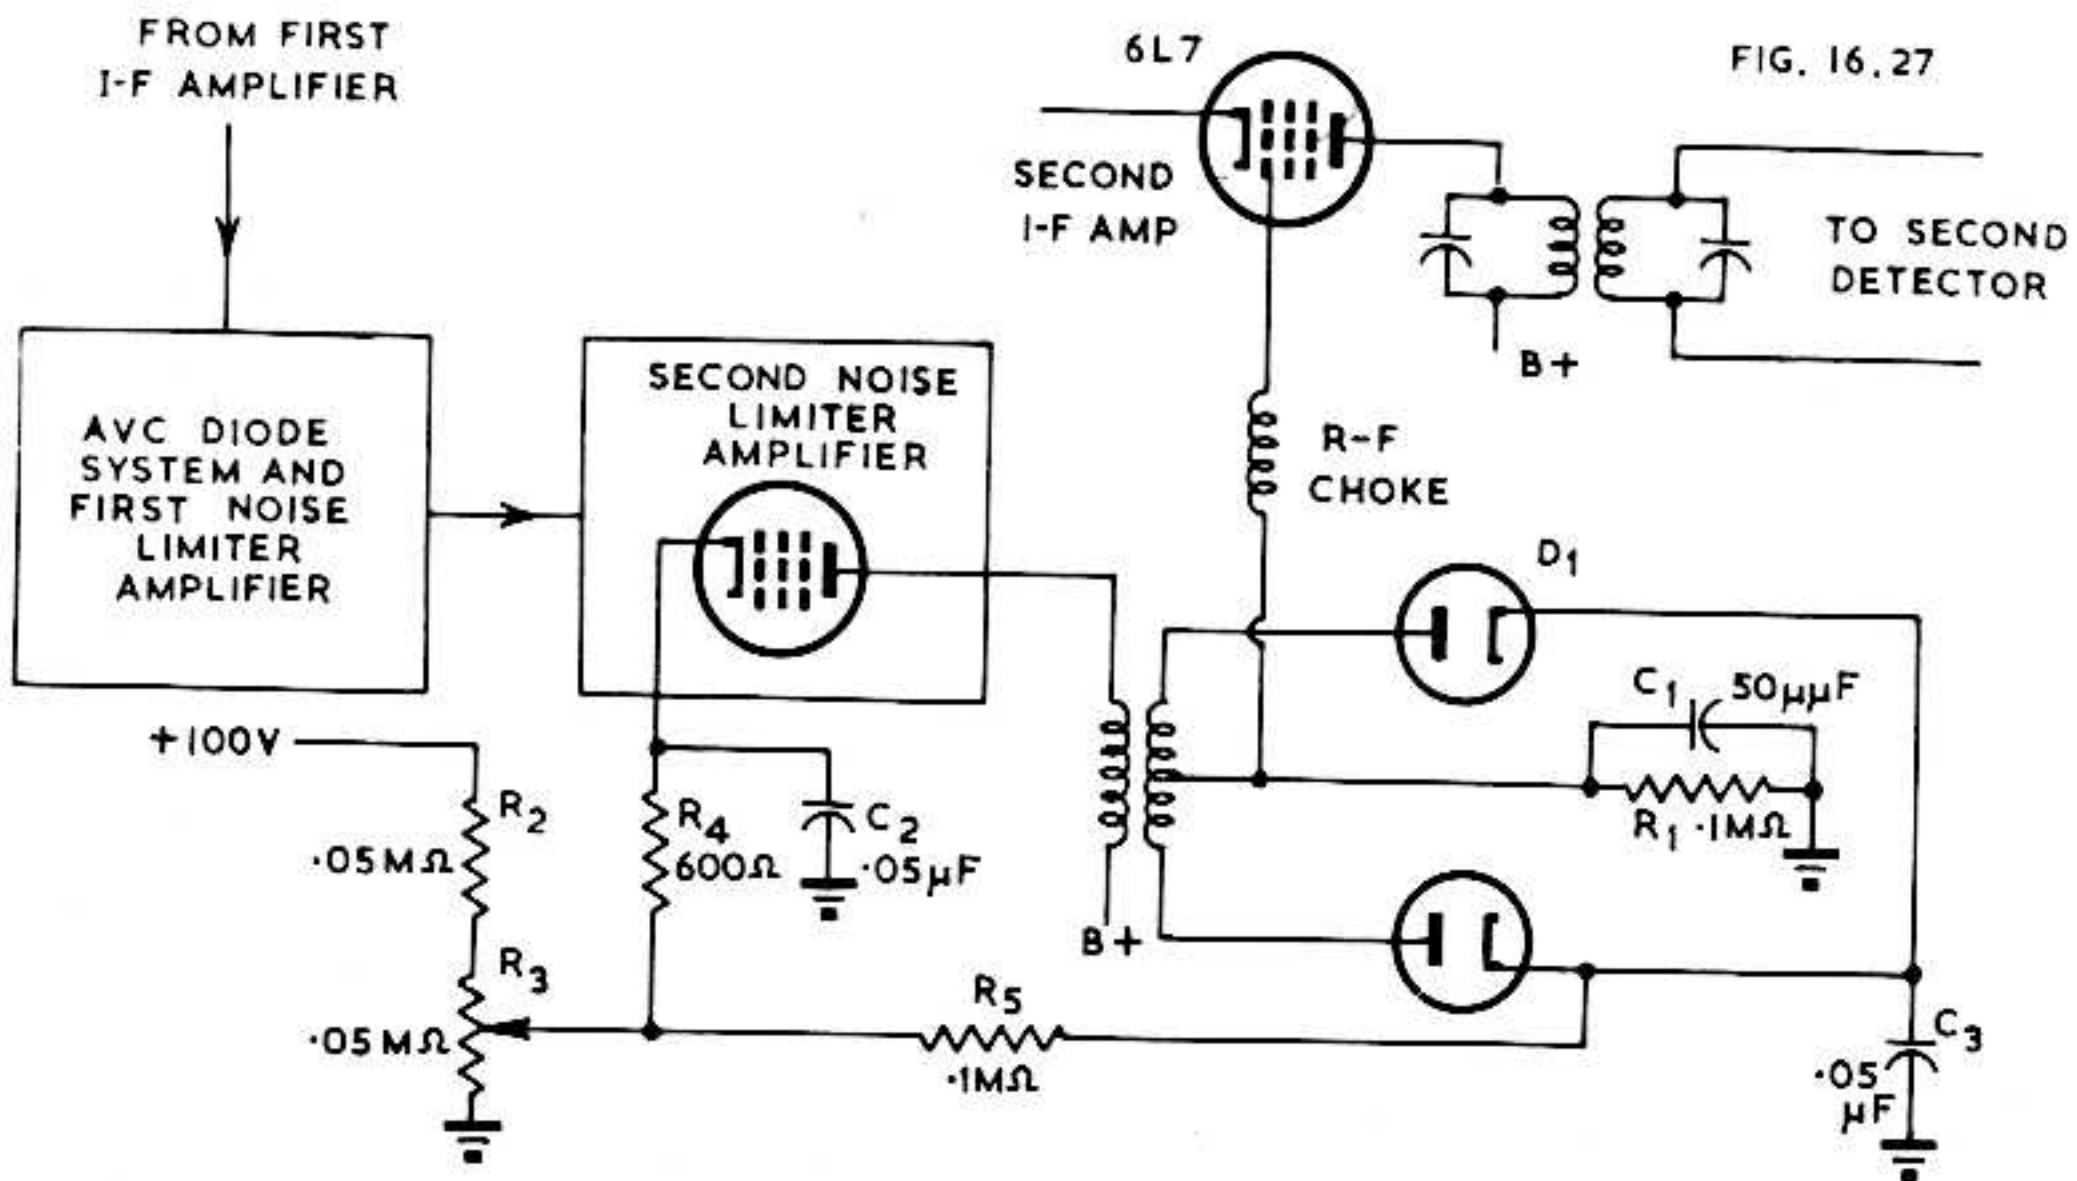 FROM FIRST
I-F AMPLIFIER
6L7
FIG. 16.27
SECOND
I-F AMP
TO SECOND
DETECTOR
B+
AVC DIODE
SYSTEM AND
FIRST NOISE
LIMITER
AMPLIFIER
SECOND NOISE
LIMITER
AMPLIFIER
R-F
CHOKE
D1
C1 50μμF
R1 .1MΩ
+100V
R2
.05MΩ
R4
600Ω
C2
.05μF
B+
R3
.05MΩ
R5
.1MΩ
C3
.05
μF